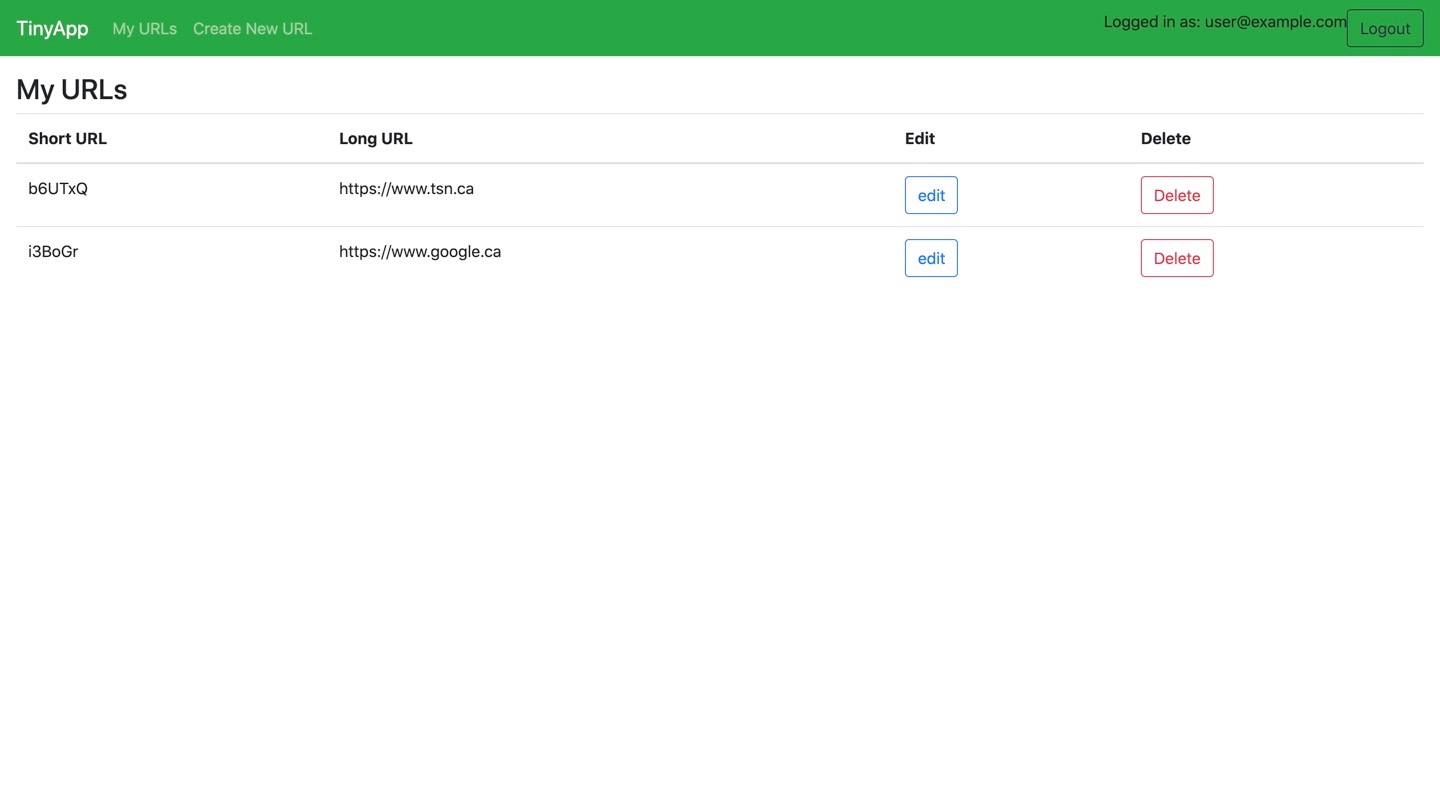 TinyApp My URLs Create New URL Logged in as: user@example.com Logout
My URLs
Short URL Long URL Edit Delete
b6UTxQ https://www.tsn.ca edit Delete
i3BoGr https://www.google.ca edit Delete